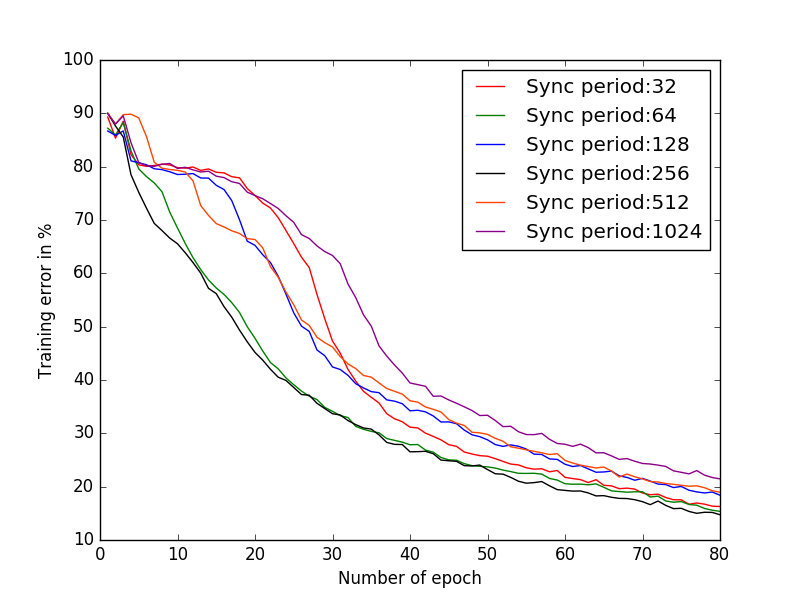 100
90
80
70
60
50
40
30
20
10
Training error in %
Sync period:32
Sync period:64
Sync period:128
Sync period:256
Sync period:512
Sync period:1024
0 10 20 30 40 50 60 70 80
Number of epoch